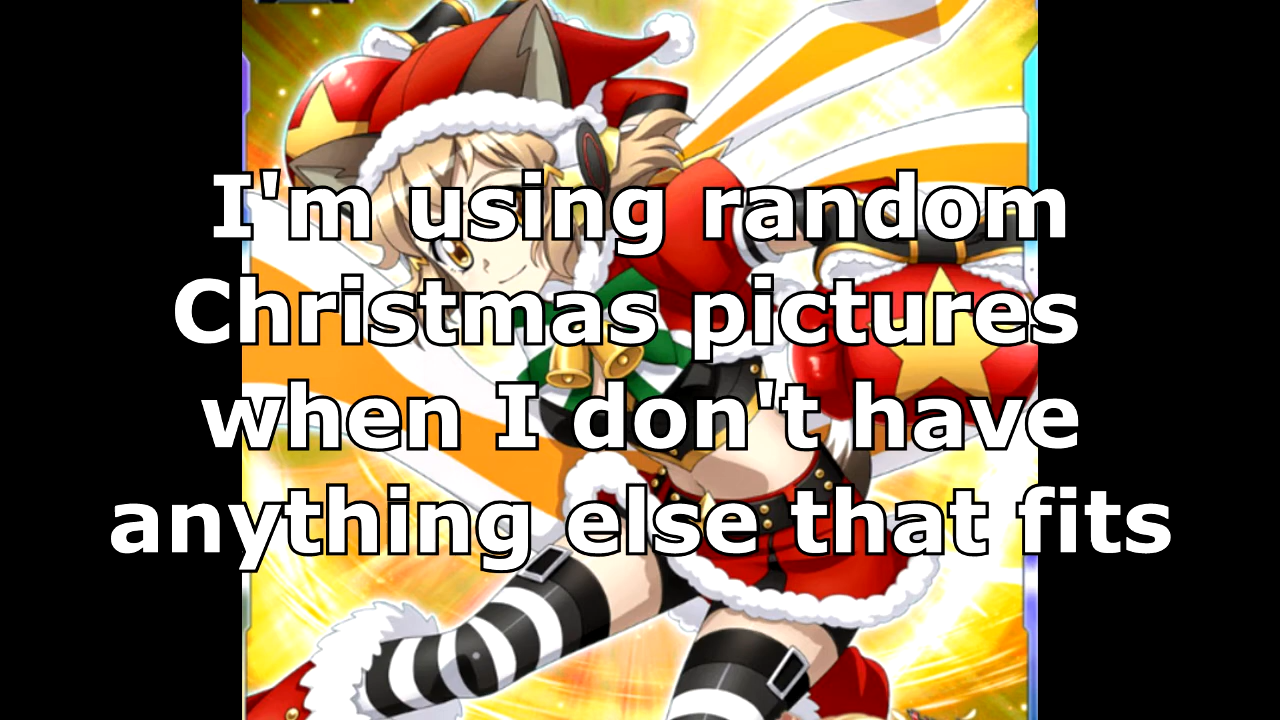 I'm using random
Christmas pictures
when I don't have
anything else that fits